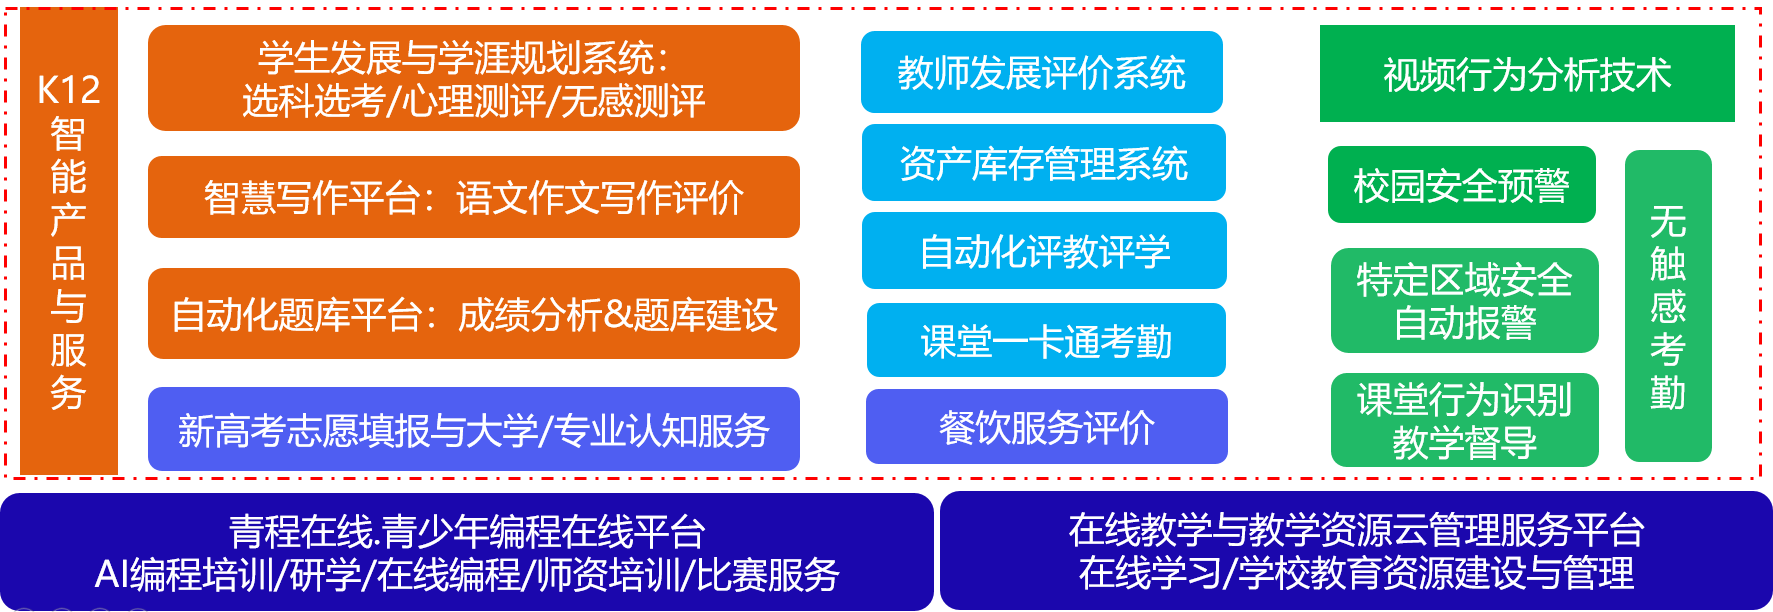 K12
智
能
产
品
与
服
务
学生发展与学涯规划系统：
选科选考/心理测评/无感测评
智慧写作平台：语文作文写作评价
自动化题库平台：成绩分析&题库建设
新高考志愿填报与大学/专业认知服务
教师发展评价系统
资产库存管理系统
自动化评教评学
课堂一卡通考勤
餐饮服务评价
视频行为分析技术
校园安全预警
特定区域安全
自动报警
课堂行为识别
教学督导
无
触
感
考
勤
青程在线.青少年编程在线平台
AI编程培训/研学/在线编程/师资培训/比赛服务
在线教学与教学资源云管理服务平台
在线学习/学校教育资源建设与管理